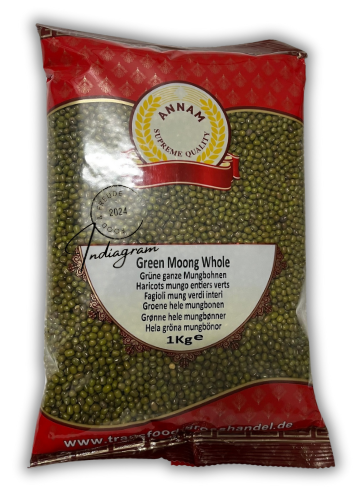 ANNAM
SUPREME QUALITY
2024
FOODS
Indiagram
Green Moong Whole
Grüne ganze Mungbohnen
Haricots mungo entiers verts
Fagioli mung verdi interi
Groene hele mungbonen
Grønne hele mungbønner
Hela gröna mungbönor
1Kg℮